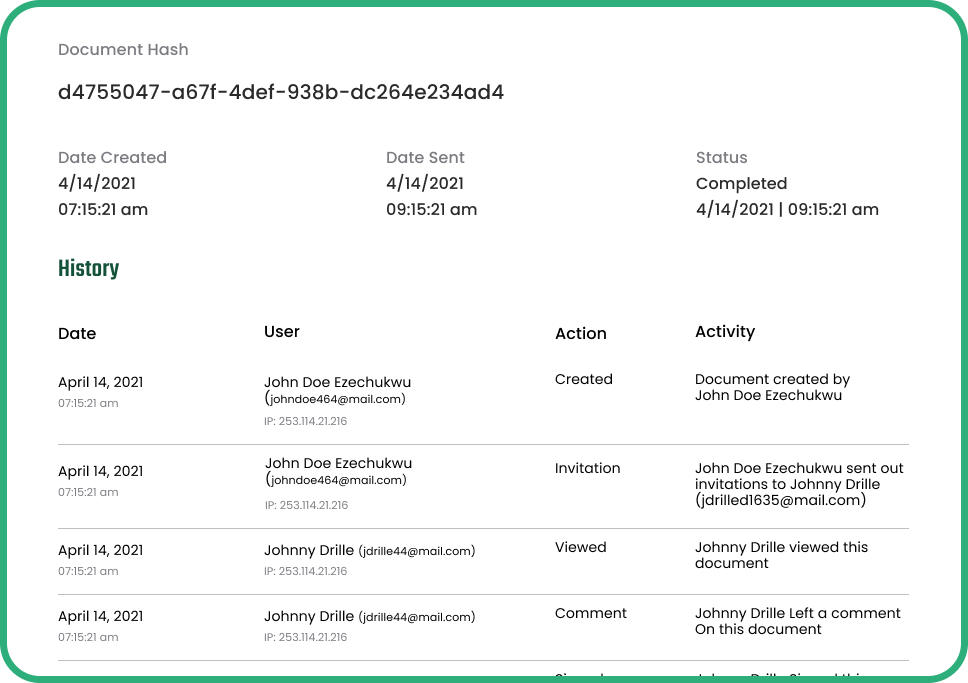 Document Hash
d4755047-a67f-4def-938b-dc264e234ad4
Date Created
4/14/2021
07:15:21 am
Date Sent
4/14/2021
09:15:21 am
Status
Completed
4/14/2021 | 09:15:21 am
History
Date User Action Activity
April 14, 2021
07:15:21 am
John Doe Ezechukwu
(johndoe464@mail.com)
IP: 253.114.21.216
Created
Document created by
John Doe Ezechukwu
April 14, 2021
07:15:21 am
John Doe Ezechukwu
(johndoe464@mail.com)
IP: 253.114.21.216
Invitation
John Doe Ezechukwu sent out
invitations to Johnny Drille
(jdrilled1635@mail.com)
April 14, 2021
07:15:21 am
Johnny Drille (jdrille44@mail.com)
IP: 253.114.21.216
Viewed
Johnny Drille viewed this
document
April 14, 2021
07:15:21 am
Johnny Drille (jdrille44@mail.com)
IP: 253.114.21.216
Comment
Johnny Drille Left a comment
On this document